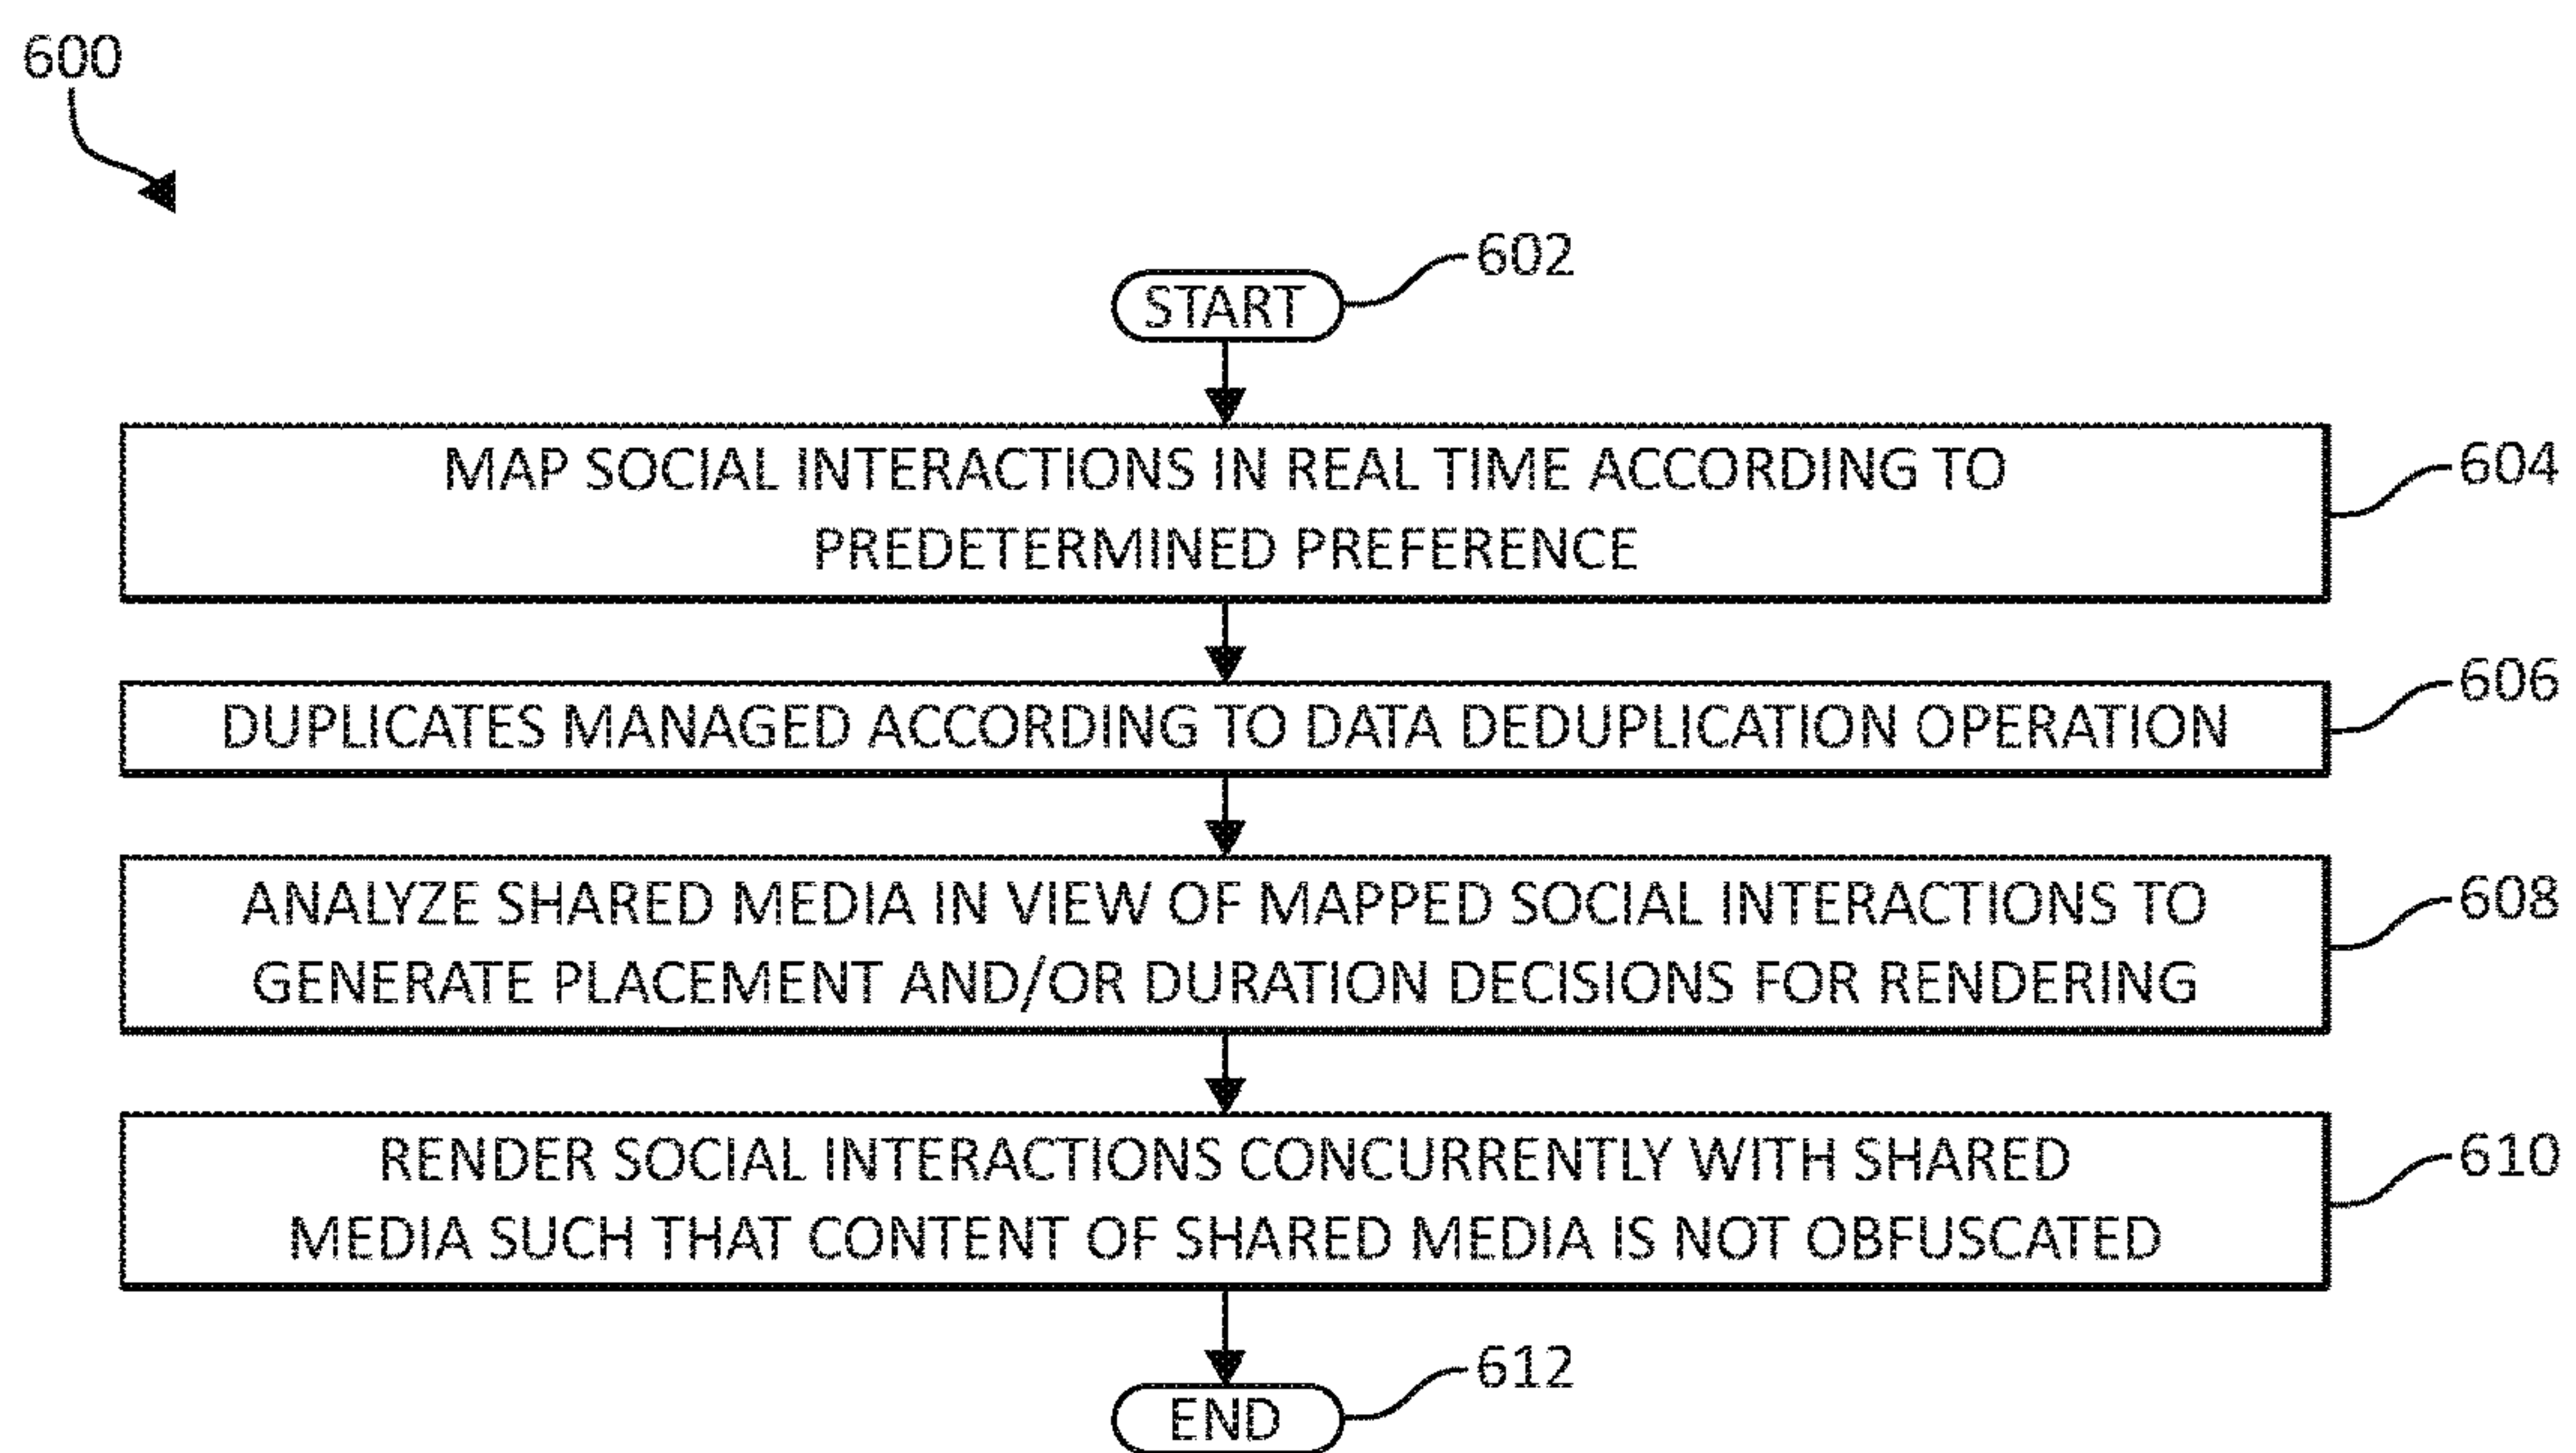 600
START
602
MAP SOCIAL INTERACTIONS IN REAL TIME ACCORDING TO
PREDETERMINED PREFERENCE
604
DUPLICATES MANAGED ACCORDING TO DATA DEDUPLICATION OPERATION
606
ANALYZE SHARED MEDIA IN VIEW OF MAPPED SOCIAL INTERACTIONS TO
GENERATE PLACEMENT AND/OR DURATION DECISIONS FOR RENDERING
608
RENDER SOCIAL INTERACTIONS CONCURRENTLY WITH SHARED
MEDIA SUCH THAT CONTENT OF SHARED MEDIA IS NOT OBFUSCATED
610
END
612